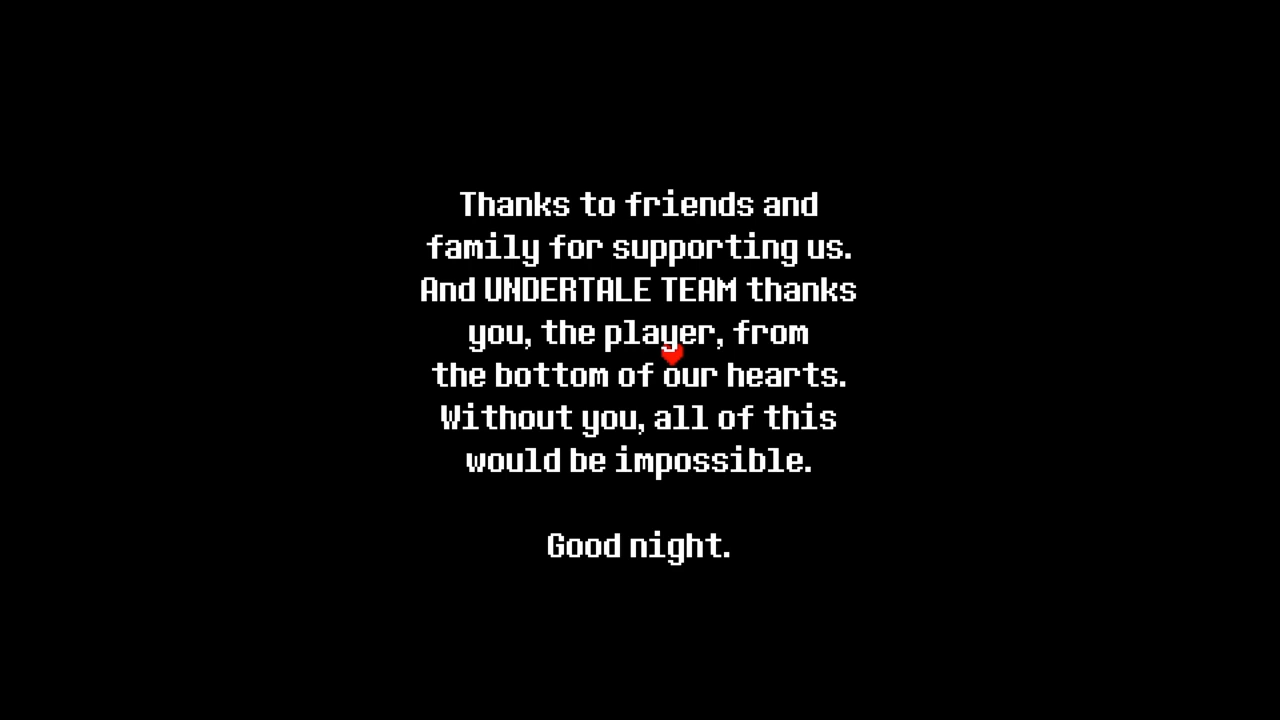 Thanks to friends and
family for supporting us.
And UNDERTALE TEAM thanks
you, the player, from
the bottom of our hearts.
Without you, all of this
would be impossible.
Good night.